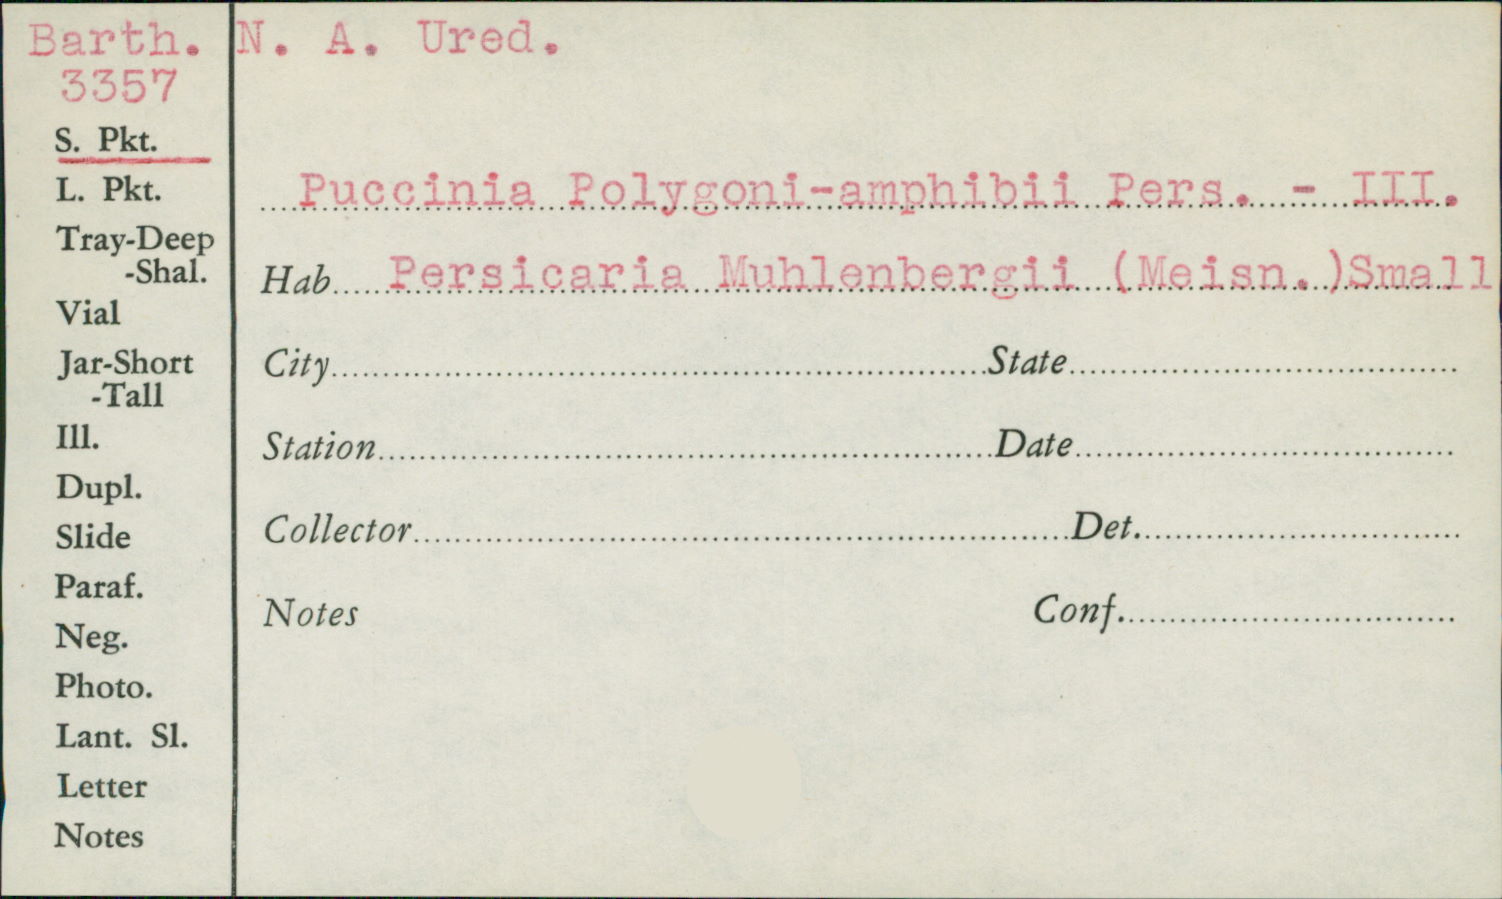 Barth. N. A. Ured.
3357
S. Pkt.
L. Pkt.
Tray-Deep
-Shal.
Vial
Jar-Short
-Tall
Ill.
Dupl.
Slide
Paraf.
Neg.
Photo.
Lant. Sl.
Letter
Notes
Puccinia Polygoni-amphibii Pers. - III.
Hab. Persicaria Muhlenbergii (Meisn.)Small
City State
Station Date
Collector Det.
Notes Conf.